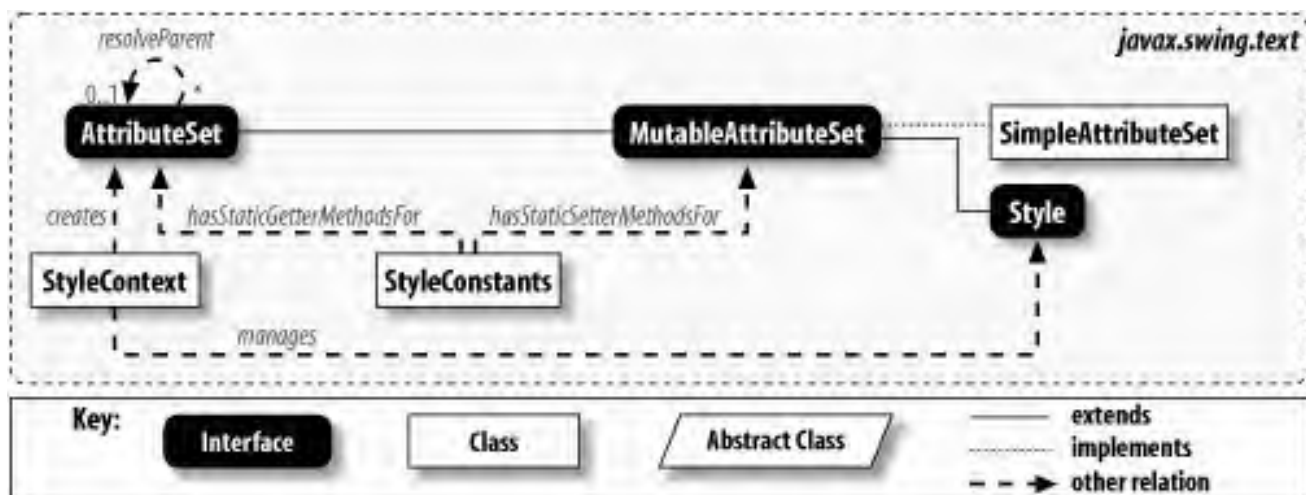 resolveParent
javax.swing.text
0..1 *
AttributeSet
MutableAttributeSet
SimpleAttributeSet
creates
hasStaticGetterMethodsFor
hasStaticSetterMethodsFor
Style
StyleContext
StyleConstants
manages
Key:
Interface
Class
Abstract Class
extends
implements
other relation